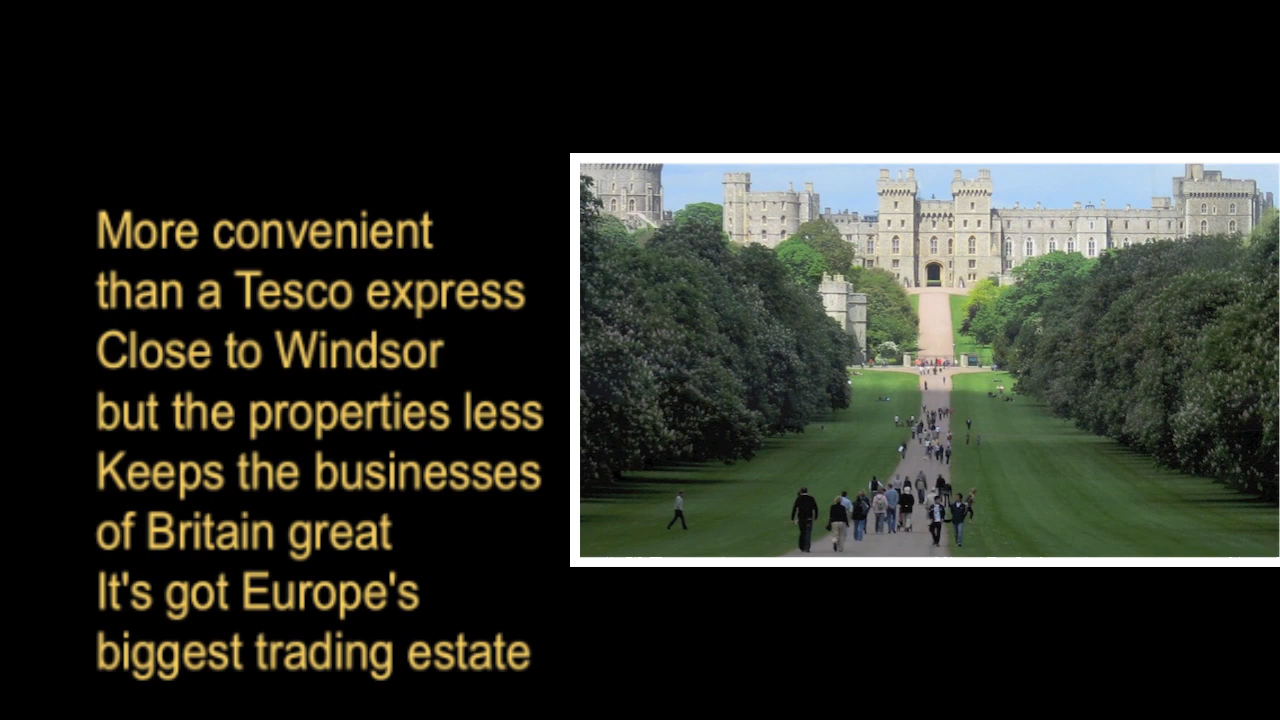 More convenient
than a Tesco express
Close to Windsor
but the properties less
Keeps the businesses
of Britain great
It's got Europe's
biggest trading estate